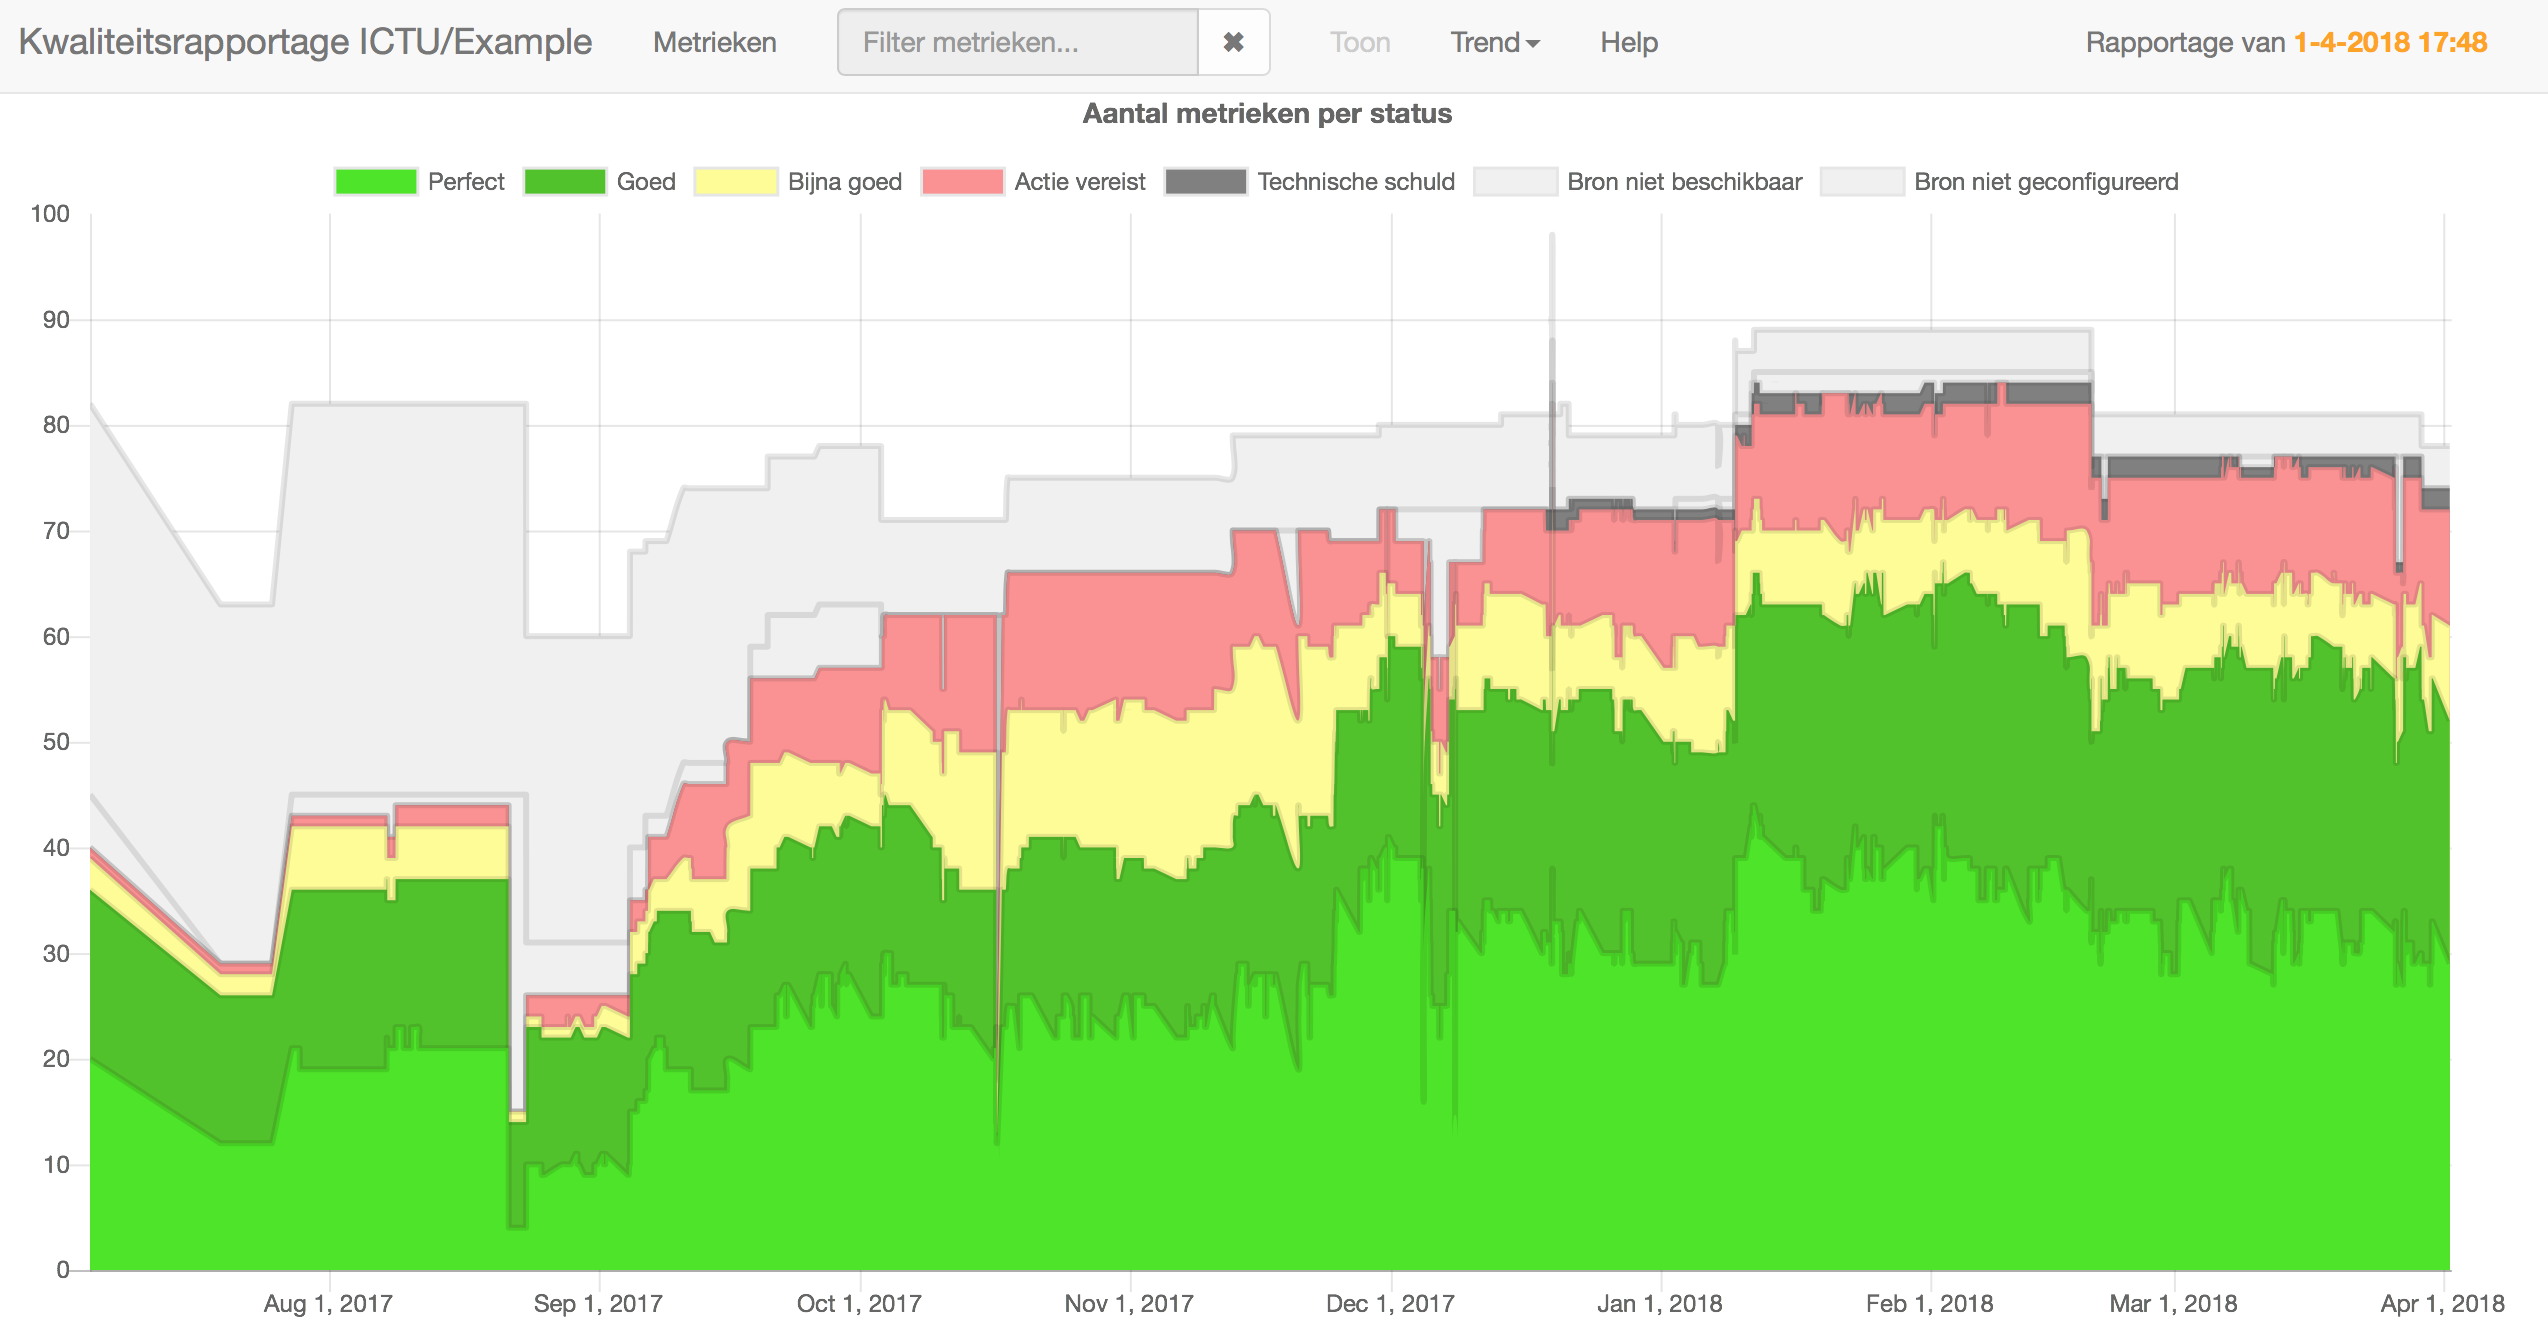 Kwaliteitsrapportage ICTU/Example Metrieken Filter metrieken... ✖ Toon Trend Help Rapportage van 1-4-2018 17:48
Aantal metrieken per status
Perfect Goed Bijna goed Actie vereist Technische schuld Bron niet beschikbaar Bron niet geconfigureerd
100
90
80
70
60
50
40
30
20
10
0
Aug 1, 2017 Sep 1, 2017 Oct 1, 2017 Nov 1, 2017 Dec 1, 2017 Jan 1, 2018 Feb 1, 2018 Mar 1, 2018 Apr 1, 2018